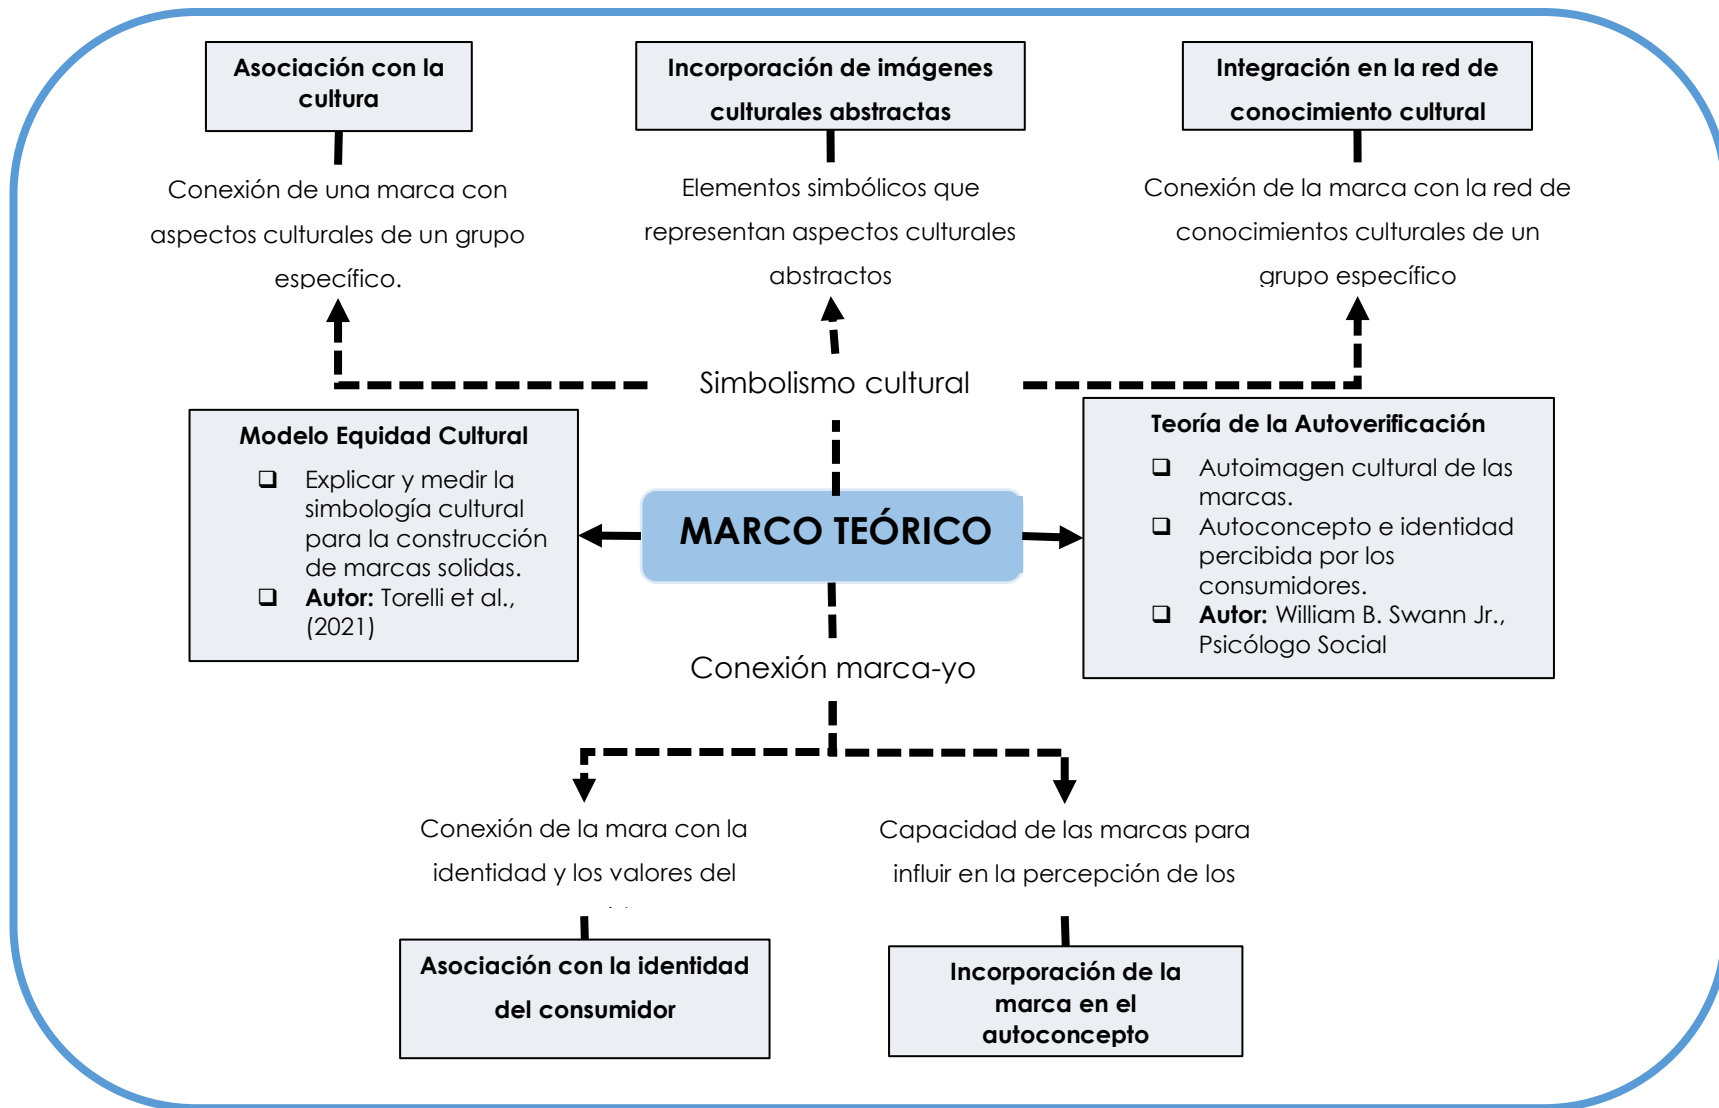 Asociación con la
cultura
Incorporación de imágenes
culturales abstractas
Integración en la red de
conocimiento cultural
Conexión de una marca con
aspectos culturales de un grupo
específico.
Elementos simbólicos que
representan aspectos culturales
abstractos
Conexión de la marca con la red de
conocimientos culturales de un
grupo específico
Simbolismo cultural
Modelo Equidad Cultural
Explicar y medir la
simbología cultural
para la construcción
de marcas solidas.
Autor: Torelli et al.,
(2021)
MARCO TEÓRICO
Teoría de la Autoverificación
Autoimagen cultural de las
marcas.
Autoconcepto e identidad
percibida por los
consumidores.
Autor: William B. Swann Jr.,
Psicólogo Social
Conexión marca-yo
Conexión de la mara con la
identidad y los valores del
Capacidad de las marcas para
influir en la percepción de los
Asociación con la identidad
del consumidor
Incorporación de la
marca en el
autoconcepto